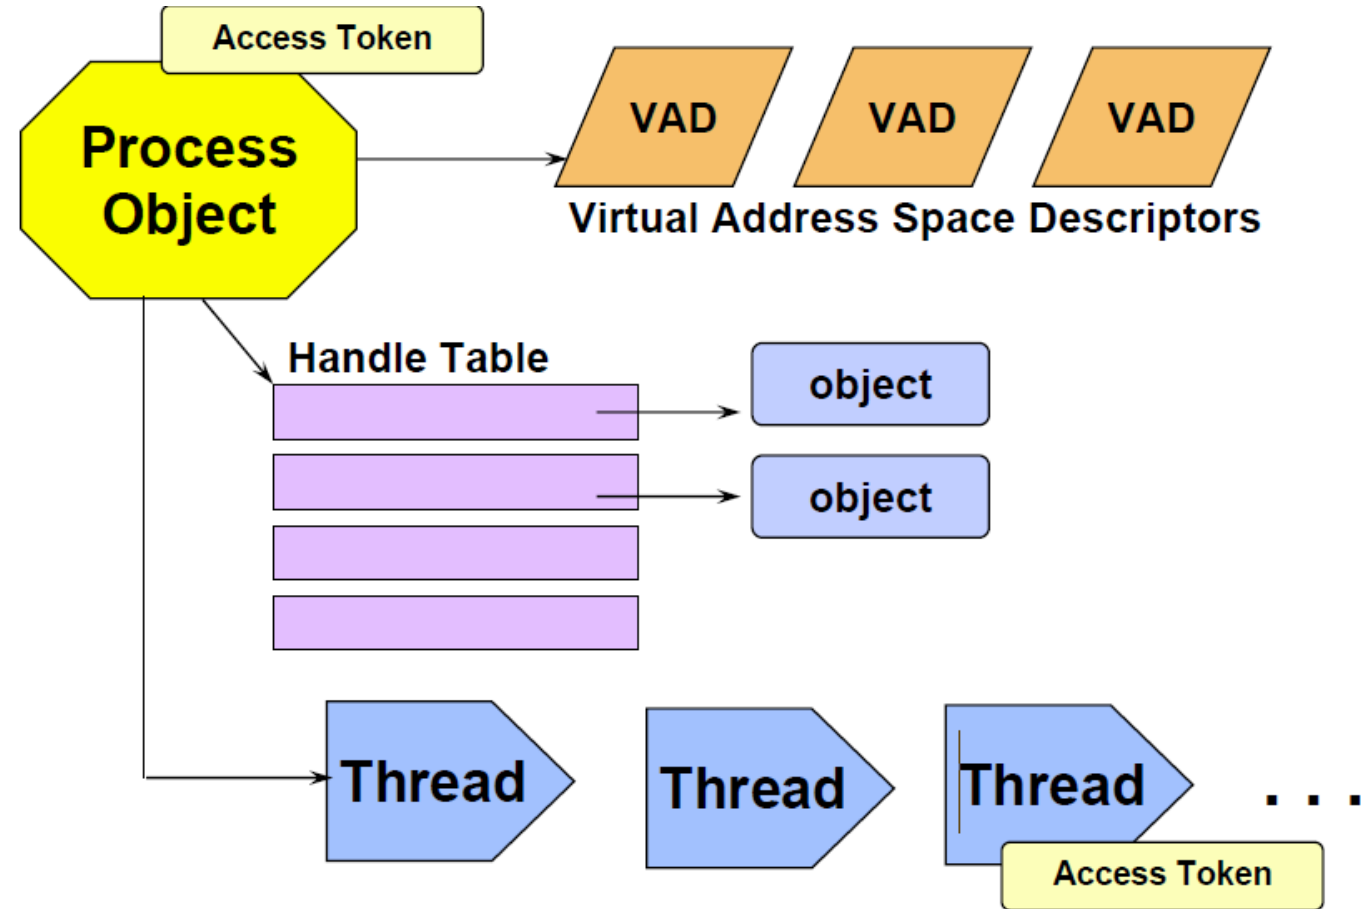 Access Token
Process
Object
VAD
VAD
VAD
Virtual Address Space Descriptors
Handle Table
object
object
Thread
Thread
Thread
. . .
Access Token